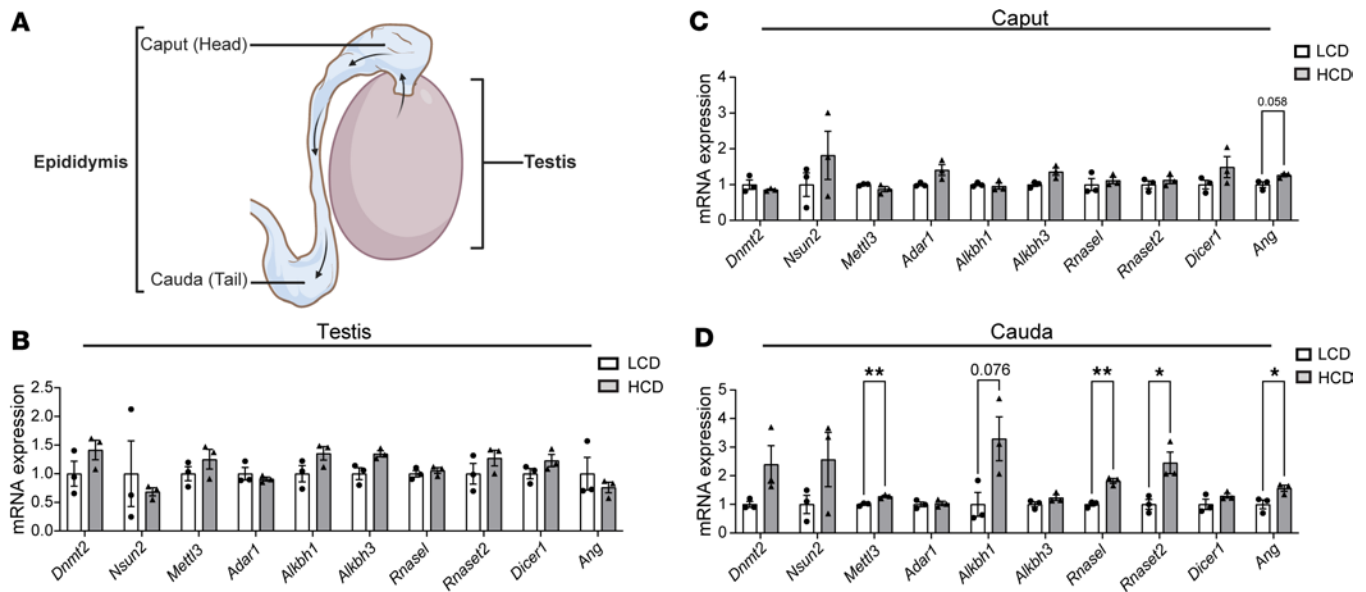 A
Caput (Head)
Epididymis
Testis
Cauda (Tail)
B
Testis
LCD
HCD
mRNA expression
2.5
2.0
1.5
1.0
0.5
0.0
Dnmt2 Nsun2 Mettl3 Adar1 Alkbh1 Alkbh3 Rnasel Rnaset2 Dicer1 Ang
C
Caput
LCD
HCD
mRNA expression
4
3
2
1
0
0.058
Dnmt2 Nsun2 Mettl3 Adar1 Alkbh1 Alkbh3 Rnasel Rnaset2 Dicer1 Ang
D
Cauda
LCD
HCD
mRNA expression
6
4
2
1
0
** 0.076 ** * *
Dnmt2 Nsun2 Mettl3 Adar1 Alkbh1 Alkbh3 Rnasel Rnaset2 Dicer1 Ang